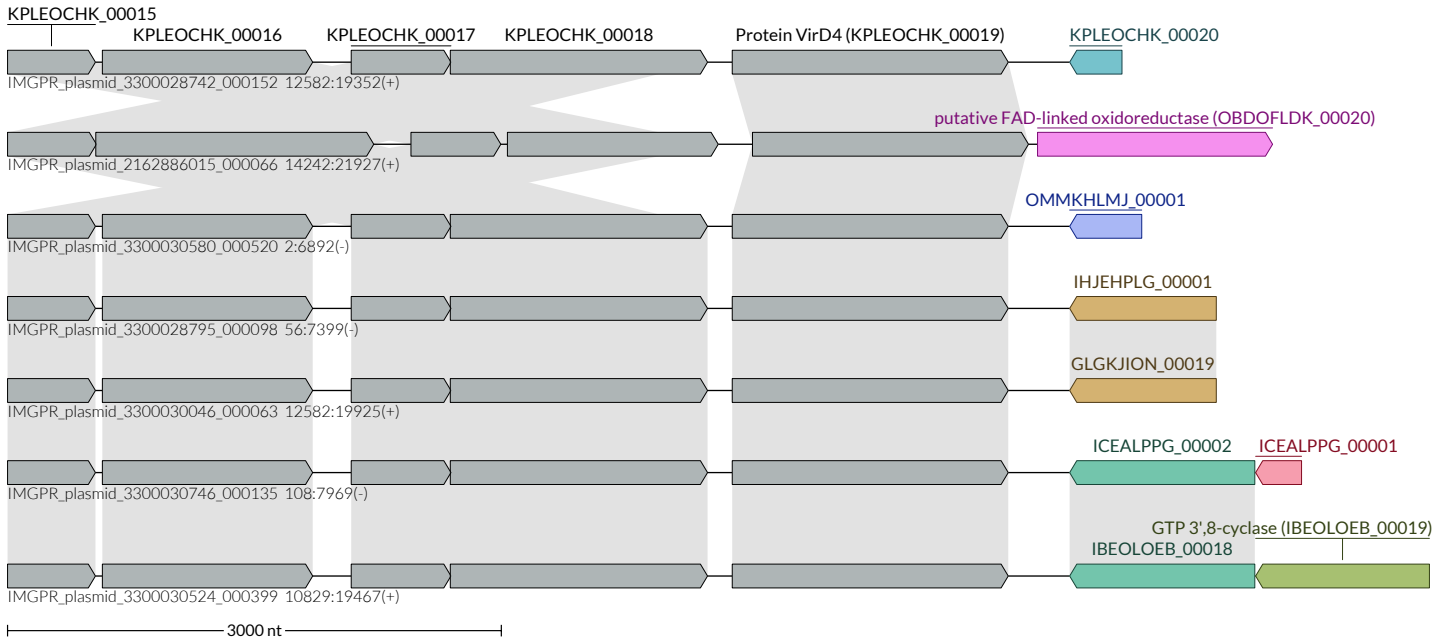 KPLEOCHK_00015
KPLEOCHK_00016 KPLEOCHK_00017 KPLEOCHK_00018 Protein VirD4 (KPLEOCHK_00019) KPLEOCHK_00020
IMGPR_plasmid_3300028742_000152 12582:19352(+)
putative FAD-linked oxidoreductase (OBDOFLDK_00020)
IMGPR_plasmid_2162886015_000066 14242:21927(+)
OMMKHLMJ_00001
IMGPR_plasmid_3300030580_000520 2:6892(-)
IHJEHPLG_00001
IMGPR_plasmid_3300028795_000098 56:7399(-)
GLGKJION_00019
IMGPR_plasmid_3300030046_000063 12582:19925(+)
ICEALPPG_00002 ICEALPPG_00001
IMGPR_plasmid_3300030746_000135 108:7969(-)
GTP 3',8-cyclase (IBEOLOEB_00019)
IBEOLOEB_00018
IMGPR_plasmid_3300030524_000399 10829:19467(+)
3000 nt